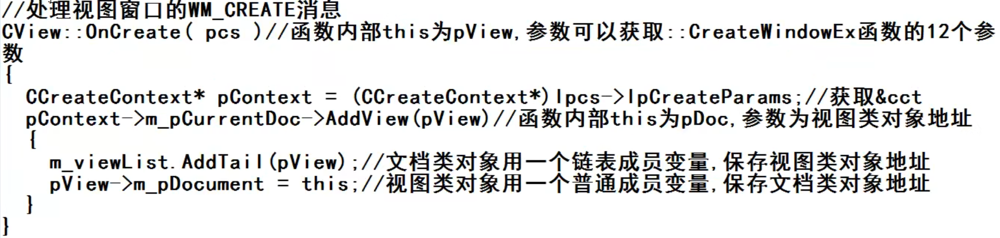 //处理视图窗口的WM_CREATE消息
CView::OnCreate( pcs )//函数内部this为pView,参数可以获取::CreateWindowEx函数的12个参
数
{
CCreateContext* pContext = (CCreateContext*)lpcs->lpCreateParams;//获取&cct
pContext->m_pCurrentDoc->AddView(pView)//函数内部this为pDoc,参数为视图类对象地址
{
m_viewList.AddTail(pView);//文档类对象用一个链表成员变量,保存视图类对象地址
pView->m_pDocument = this;//视图类对象用一个普通成员变量,保存文档类对象地址
}
}